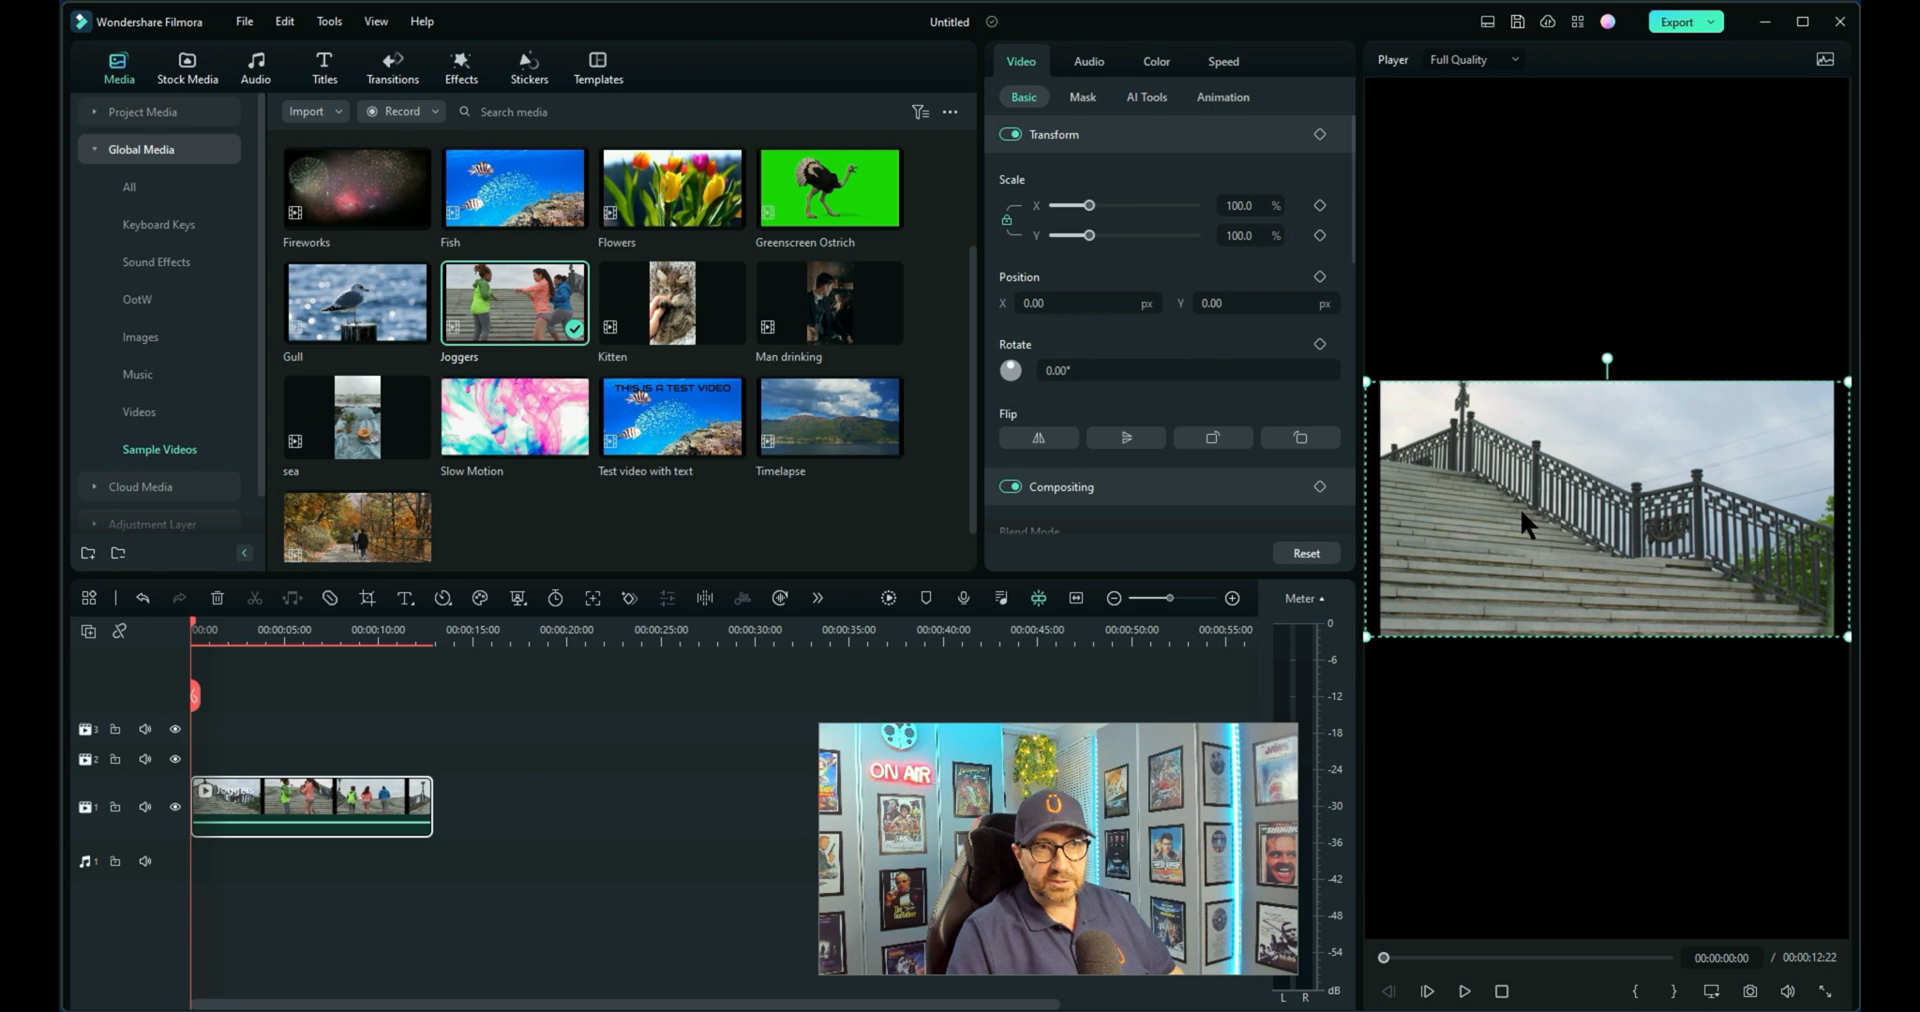 Wondershare Filmora File Edit Tools View Help Untitled Export
Media Stock Media Audio Titles Transitions Effects Stickers Templates
Video Audio Color Speed
Player Full Quality
Project Media
Global Media
All
Keyboard Keys
Sound Effects
OotW
Images
Music
Videos
Sample Videos
Cloud Media
Adjustment Layer
Import Record Search media
Fireworks Fish Flowers Greenscreen Ostrich
Gull Joggers Kitten Man drinking
THIS IS A TEST VIDEO
sea Slow Motion Test video with text Timelapse
Basic Mask AI Tools Animation
Transform
Scale
X 100.0 %
Y 100.0 %
Position
X 0.00 px Y 0.00 px
Rotate
0.00°
Flip
Compositing
Blend Mode
Reset
Meter
00:00 00:00:05:00 00:00:10:00 00:00:15:00 00:00:20:00 00:00:25:00 00:00:30:00 00:00:35:00 00:00:40:00 00:00:45:00 00:00:50:00 00:00:55:00
3
2
1
Joggers
1
ON AIR
JAWS
0
-6
-12
-18
-24
-30
-36
-42
-48
-54
dB
L R
00:00:00:00 / 00:00:12:22